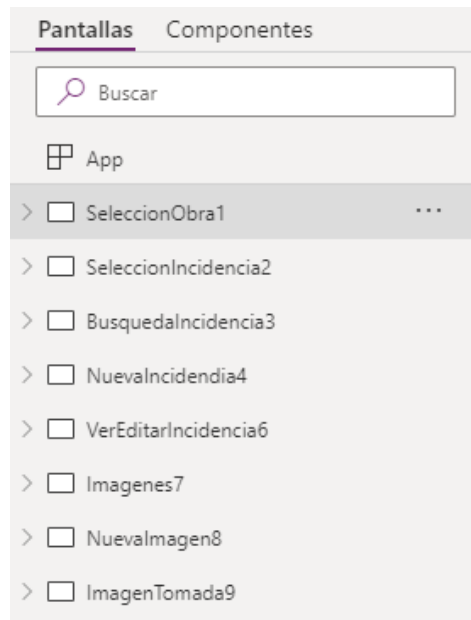 Pantallas Componentes
Buscar
App
SeleccionObra1
SeleccionIncidencia2
BusquedaIncidencia3
NuevaIncidendia4
VerEditarIncidencia6
Imagenes7
NuevaImagen8
ImagenTomada9